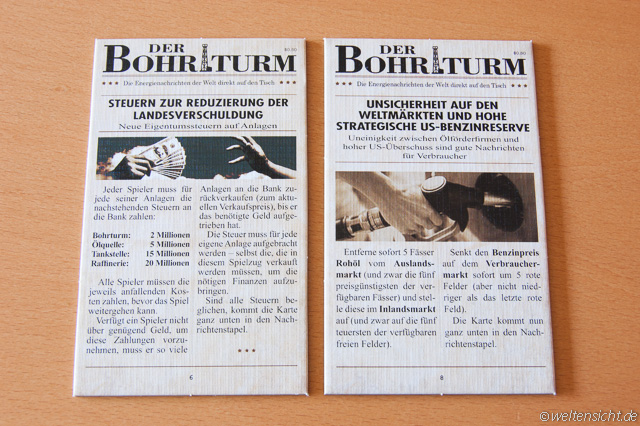 DER
BOHRTURM
$0.50
*** Die Energienachrichten der Welt direkt auf den Tisch ***
STEUERN ZUR REDUZIERUNG DER
LANDESVERSCHULDUNG
Neue Eigentumssteuern auf Anlagen
Jeder Spieler muss für
jede seiner Anlagen die
nachstehenden Steuern an
die Bank zahlen:
Bohrturm: 2 Millionen
Ölquelle: 5 Millionen
Tankstelle: 15 Millionen
Raffinerie: 20 Millionen
Alle Spieler müssen die
jeweils anfallenden Kos-
ten zahlen, bevor das Spiel
weitergehen kann.
Verfügt ein Spieler nicht
über genügend Geld, um
diese Zahlungen vorzu-
nehmen, muss er so viele
Anlagen an die Bank zu-
rückverkaufen (zum aktu-
ellen Verkaufspreis), bis er
das benötigte Geld aufge-
trieben hat.
Die Steuer muss für jede
eigene Anlage aufgebracht
werden – selbst die, die in
diesem Spielzug verkauft
werden müssen, um die
nötigen Finanzen aufzu-
bringen.
Sind alle Steuern be-
glichen, kommt die Karte
ganz unten in den Nach-
richtenstapel.
***
6
DER
BOHRTURM
$0.50
*** Die Energienachrichten der Welt direkt auf den Tisch ***
UNSICHERHEIT AUF DEN
WELTMÄRKTEN UND HOHE
STRATEGISCHE US-BENZINRESERVE
Uneinigkeit zwischen Ölförderfirmen und
hoher US-Überschuss sind gute Nachrichten
für Verbraucher
Entferne sofort 5 Fässer
Rohöl vom Auslands-
markt (und zwar die fünf
preisgünstigsten der ver-
fügbaren Fässer) und stel-
le diese im Inlandsmarkt
auf (und zwar auf die fünf
teuersten der verfügbaren
freien Felder).
Senkt den Benzinpreis
auf dem Verbraucher-
markt sofort um 5 rote
Felder (aber nicht nied-
riger als das letzte rote
Feld).
Die Karte kommt nun
ganz unten in den Nach-
richtenstapel.
8
©weltensicht.de